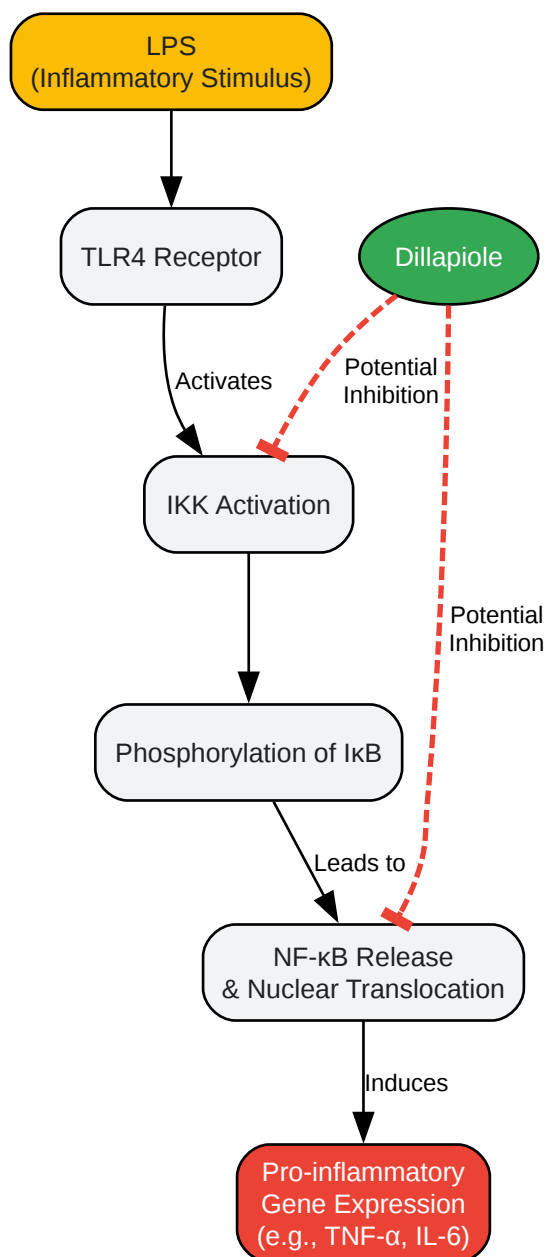 LPS
(Inflammatory Stimulus)
TLR4 Receptor
Dillapiole
Activates
Potential
Inhibition
IKK Activation
Potential
Inhibition
Phosphorylation of IκB
Leads to
NF-κB Release
& Nuclear Translocation
Induces
Pro-inflammatory
Gene Expression
(e.g., TNF-α, IL-6)